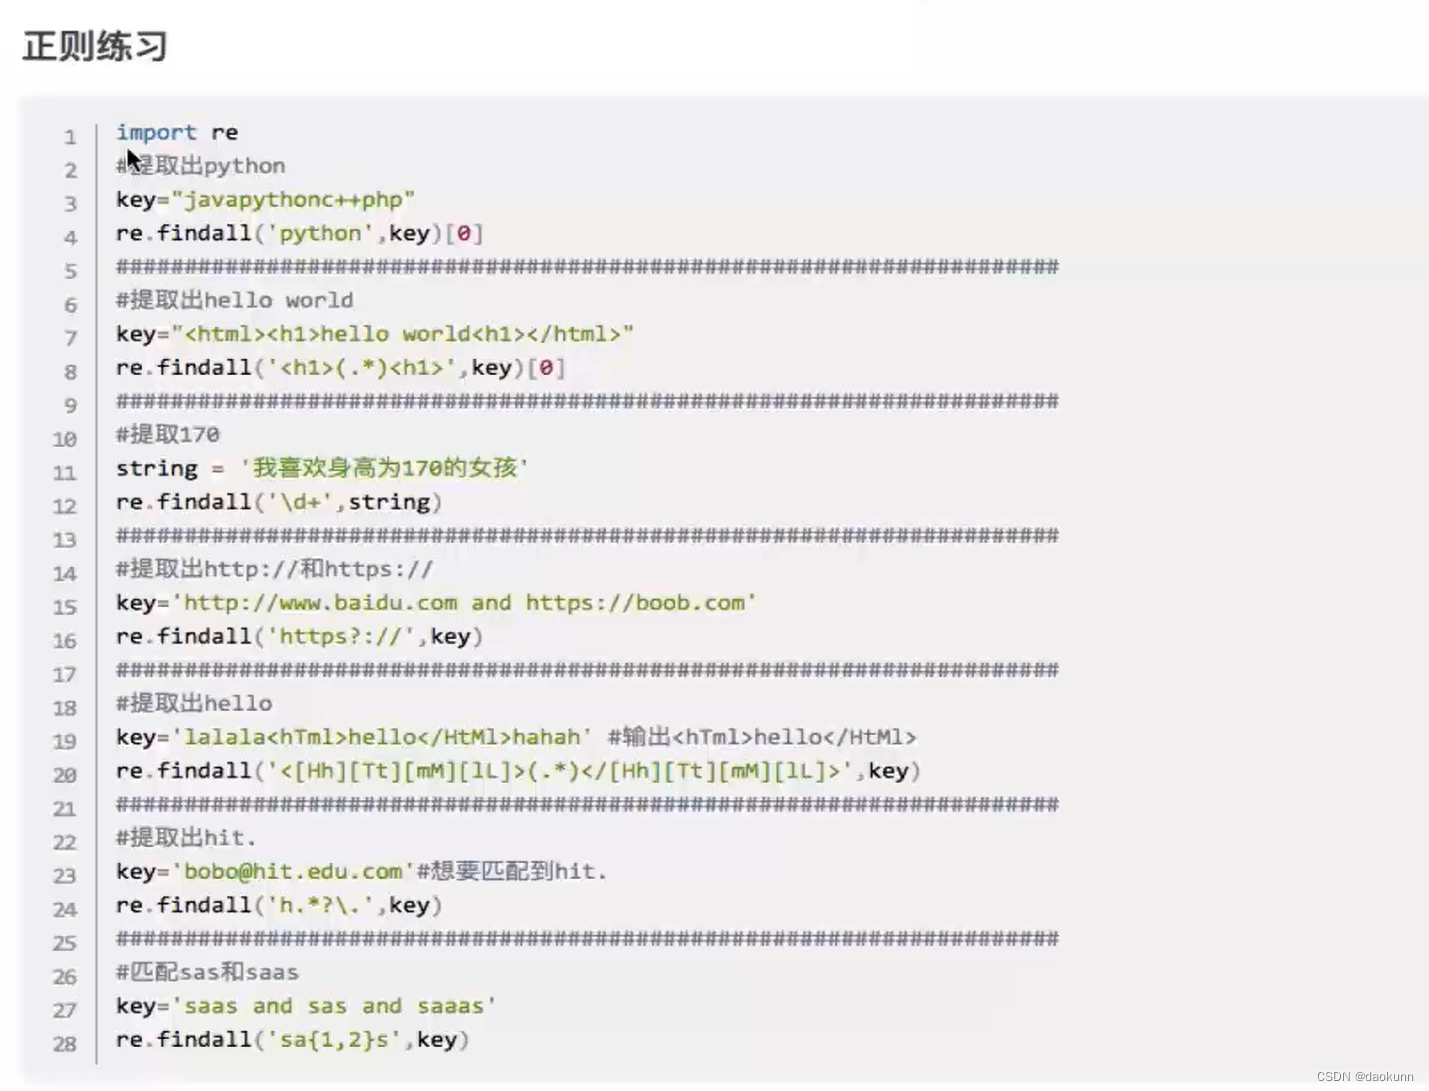 正则练习
1 import re
2 #提取出python
3 key="javapythonc++php"
4 re.findall('python',key)[0]
5 #####################################################################
6 #提取出hello world
7 key="<html><h1>hello world<h1></html>"
8 re.findall('<h1>(.*)<h1>',key)[0]
9 #####################################################################
10 #提取170
11 string = '我喜欢身高为170的女孩'
12 re.findall('\d+',string)
13 #####################################################################
14 #提取出http://和https://
15 key='http://www.baidu.com and https://boob.com'
16 re.findall('https?://',key)
17 #####################################################################
18 #提取出hello
19 key='lalala<hTml>hello</HtMl>hahah' #输出<hTml>hello</HtMl>
20 re.findall('<[Hh][Tt][mM][lL]>(.*)</[Hh][Tt][mM][lL]>',key)
21 #####################################################################
22 #提取出hit.
23 key='bobo@hit.edu.com'#想要匹配到hit.
24 re.findall('h.*?\.',key)
25 #####################################################################
26 #匹配sas和saas
27 key='saas and sas and saaas'
28 re.findall('sa{1,2}s',key)
CSDN @daokunn